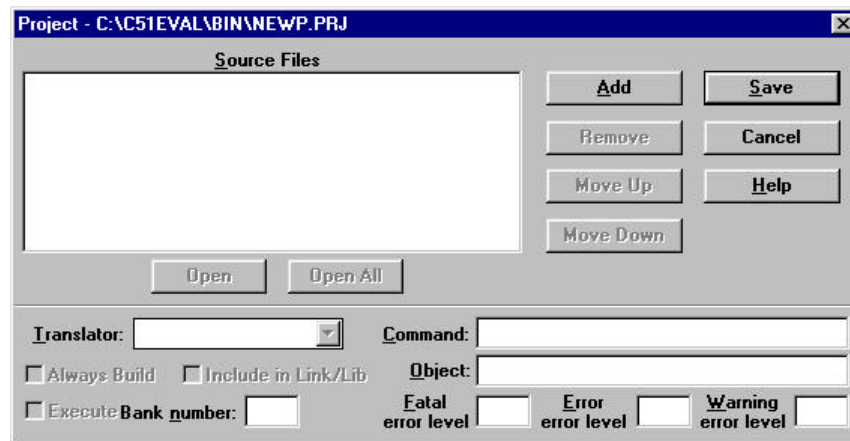 Project - C:\C51EVAL\BIN\NEWP.PRJ
Source Files
Add
Save
Remove
Cancel
Move Up
Help
Move Down
Open
Open All
Translator:
Command:
Always Build
Include in Link/Lib
Object:
Execute
Bank number:
Fatal
error level
Error
error level
Warning
error level